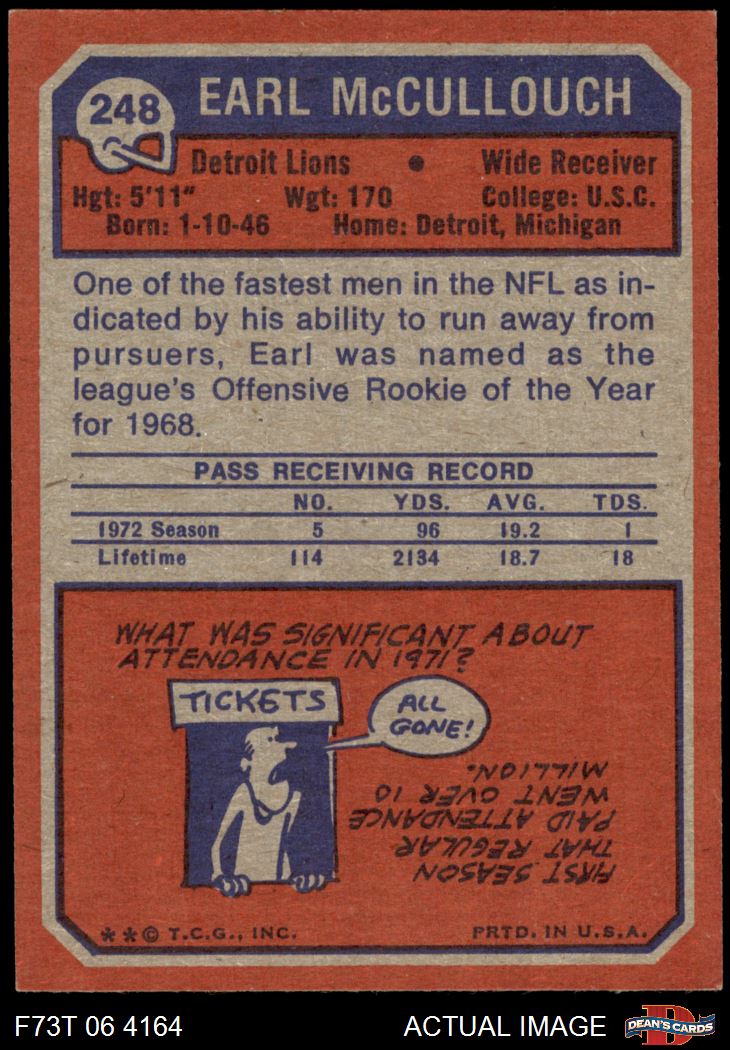 248
EARL McCULLOUCH
Detroit Lions • Wide Receiver
Hgt: 5'11" Wgt: 170 College: U.S.C.
Born: 1-10-46 Home: Detroit, Michigan
One of the fastest men in the NFL as in-
dicated by his ability to run away from
pursuers, Earl was named as the
league's Offensive Rookie of the Year
for 1968.
PASS RECEIVING RECORD
NO. YDS. AVG. TDS.
1972 Season 5 96 19.2 1
Lifetime 114 2134 18.7 18
WHAT WAS SIGNIFICANT ABOUT
ATTENDANCE IN 1971?
TICKETS
ALL
GONE!
FIRST SEASON
THAT REGULAR
PAID ATTENDANCE
WENT OVER 10
MILLION.
**© T.C.G., INC. PRTD. IN U.S.A.
F73T 06 4164 ACTUAL IMAGE
D
DEAN'S CARDS